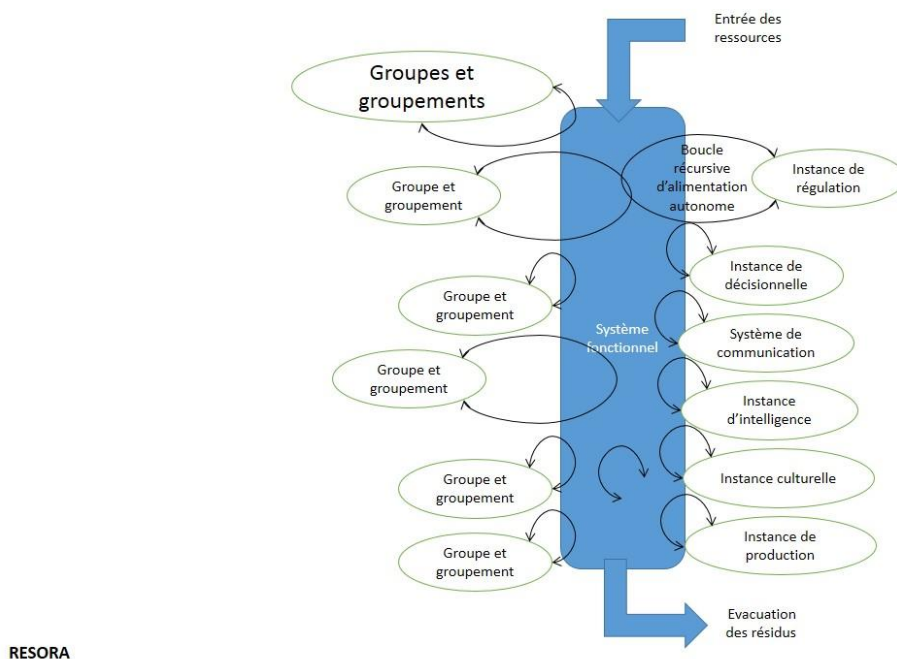 Entrée des
ressources
Groupes et
groupements
Boucle
récursive
d'alimentation
autonome
Instance de
régulation
Groupe et
groupement
Instance de
décisionnelle
Groupe et
groupement
Système
fonctionnel
Système de
communication
Groupe et
groupement
Instance
d'intelligence
Groupe et
groupement
Instance culturelle
Groupe et
groupement
Instance de
production
Evacuation
des résidus
RESORA